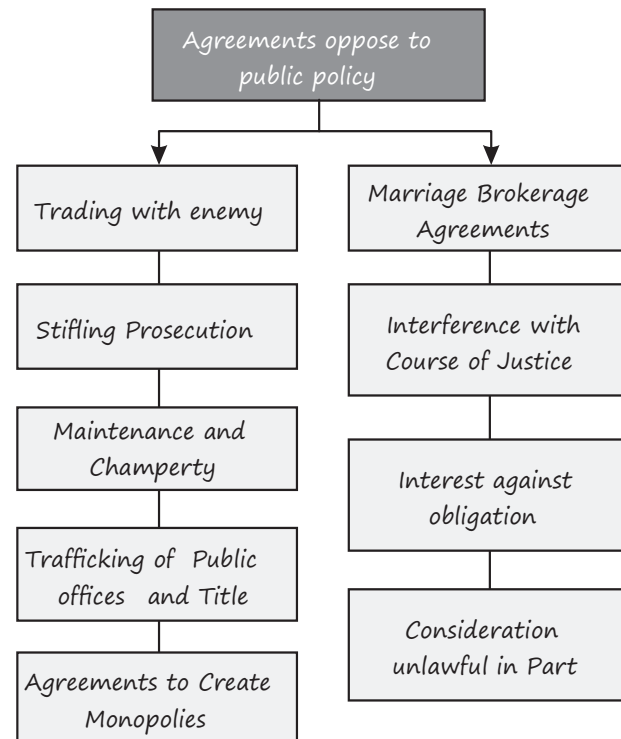 Agreements oppose to
public policy
Trading with enemy
Stifling Prosecution
Maintenance and
Champerty
Trafficking of Public
offices and Title
Agreements to Create
Monopolies
Marriage Brokerage
Agreements
Interference with
Course of Justice
Interest against
obligation
Consideration
unlawful in Part